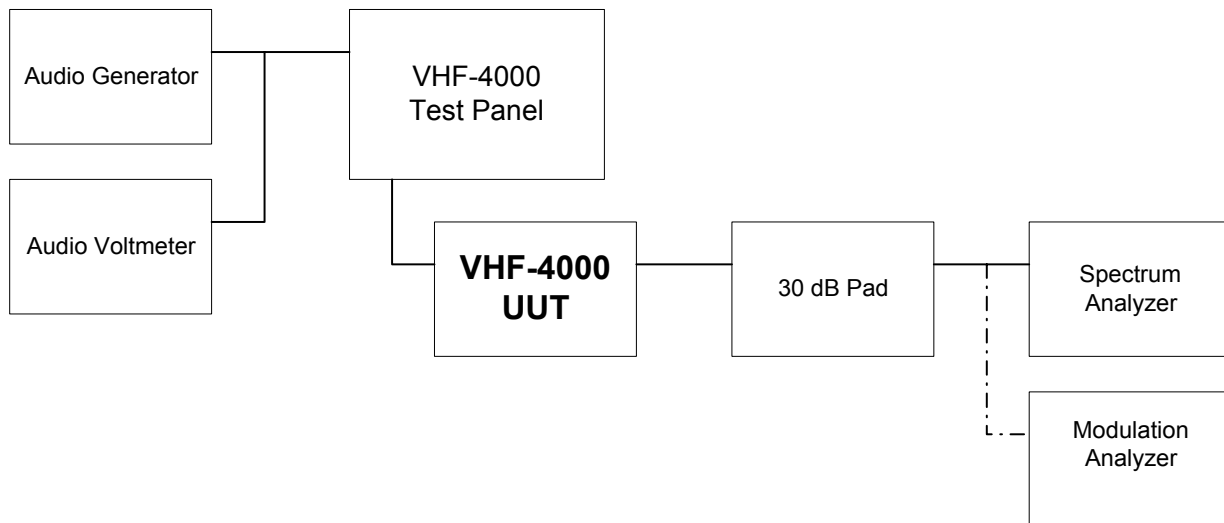 Audio Generator
VHF-4000
Test Panel
Audio Voltmeter
VHF-4000
UUT
30 dB Pad
Spectrum
Analyzer
Modulation
Analyzer